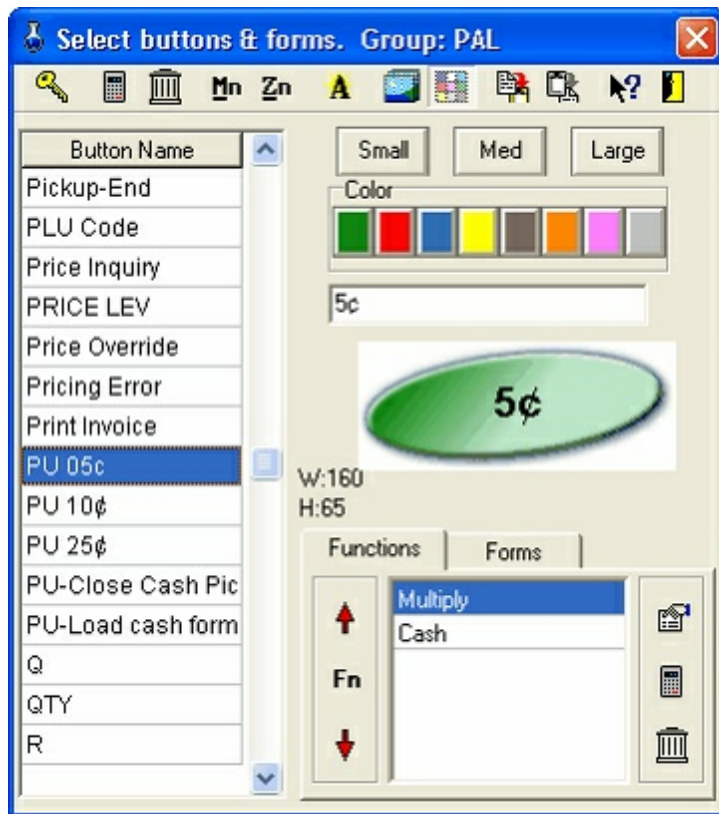 Select buttons & forms. Group: PAL
Mn Zn A ?
Button Name
Pickup-End
PLU Code
Price Inquiry
PRICE LEV
Price Override
Pricing Error
Print Invoice
PU 05c
PU 10¢
PU 25¢
PU-Close Cash Pic
PU-Load cash form
Q
QTY
R
Small Med Large
Color
5¢
5¢
W:160
H:65
Functions Forms
Multiply
Cash
Fn